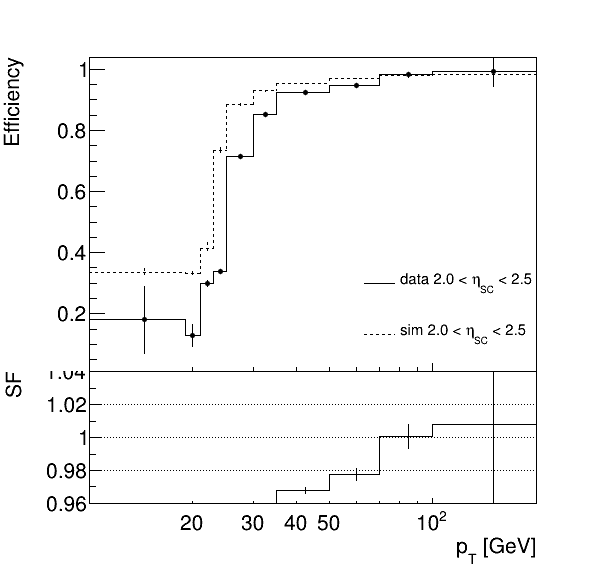 Efficiency
1
0.8
0.6
0.4
0.2
data 2.0 < η_SC < 2.5
sim 2.0 < η_SC < 2.5
SF
1.04
1.02
1
0.98
0.96
20 30 40 50 10²
p_T [GeV]